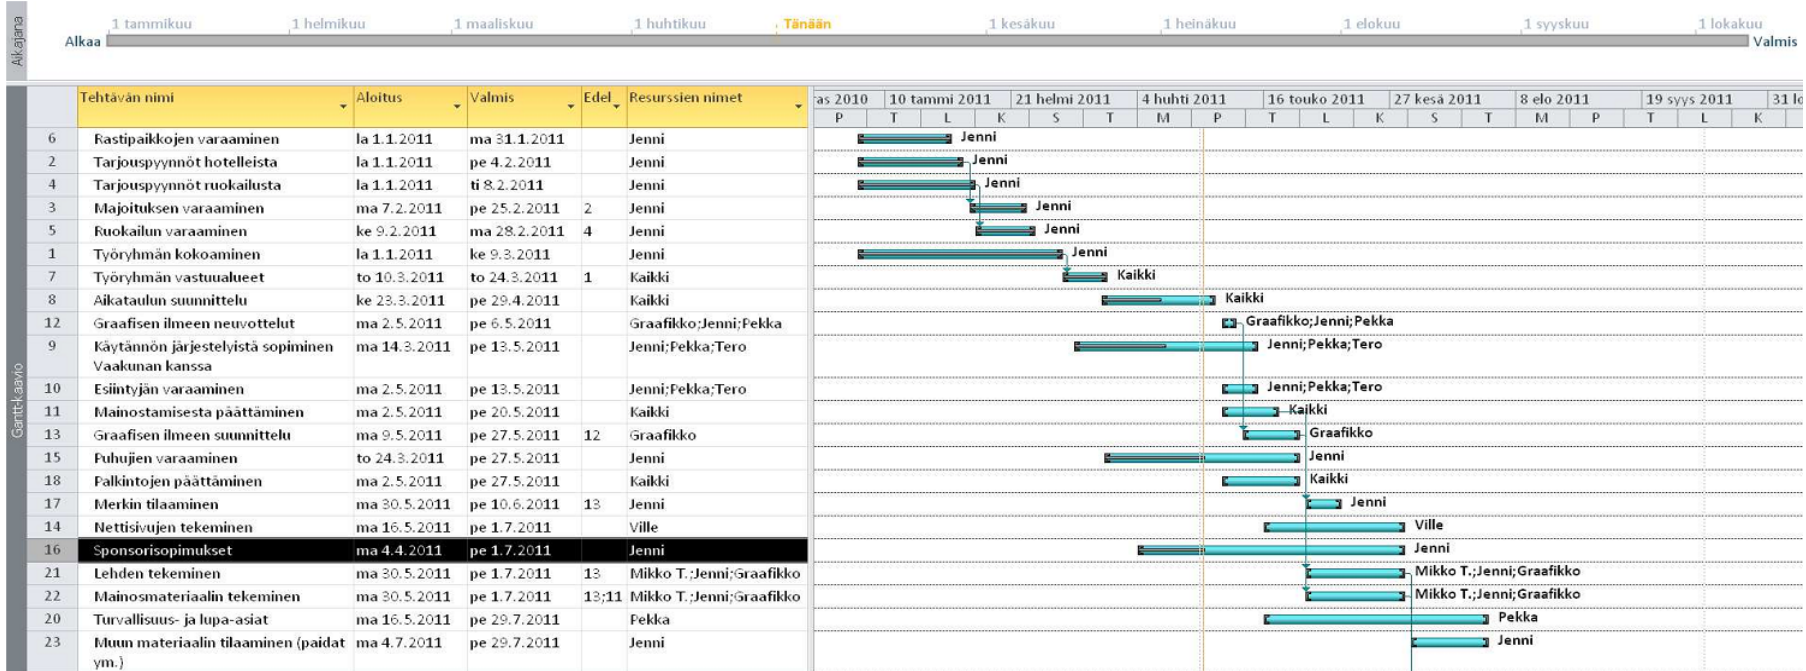 Aikajana
1 tammikuu 1 helmikuu 1 maaliskuu 1 huhtikuu Tänään 1 kesäkuu 1 heinäkuu 1 elokuu 1 syyskuu 1 lokakuu
Alkaa Valmis
Gantt-kaavio
Tehtävän nimi Aloitus Valmis Edel Resurssien nimet
ras 2010 10 tammi 2011 21 helmi 2011 4 huhti 2011 16 touko 2011 27 kesä 2011 8 elo 2011 19 syys 2011 31 lo
P T L K S T M P T L K S T M P T L K
6 Rastipaikkojen varaaminen la 1.1.2011 ma 31.1.2011 Jenni Jenni
2 Tarjouspyynnöt hotelleista la 1.1.2011 pe 4.2.2011 Jenni Jenni
4 Tarjouspyynnöt ruokailusta la 1.1.2011 ti 8.2.2011 Jenni Jenni
3 Majoituksen varaaminen ma 7.2.2011 pe 25.2.2011 2 Jenni Jenni
5 Ruokailun varaaminen ke 9.2.2011 ma 28.2.2011 4 Jenni Jenni
1 Työryhmän kokoaminen la 1.1.2011 ke 9.3.2011 Jenni Jenni
7 Työryhmän vastuualueet to 10.3.2011 to 24.3.2011 1 Kaikki Kaikki
8 Aikataulun suunnittelu ke 23.3.2011 pe 29.4.2011 Kaikki Kaikki
12 Graafisen ilmeen neuvottelut ma 2.5.2011 pe 6.5.2011 Graafikko;Jenni;Pekka Graafikko;Jenni;Pekka
9 Käytännön järjestelyistä sopiminen ma 14.3.2011 pe 13.5.2011 Jenni;Pekka;Tero Jenni;Pekka;Tero
Vaakunan kanssa
10 Esiintyjän varaaminen ma 2.5.2011 pe 13.5.2011 Jenni;Pekka;Tero Jenni;Pekka;Tero
11 Mainostamisesta päättäminen ma 2.5.2011 pe 20.5.2011 Kaikki Kaikki
13 Graafisen ilmeen suunnittelu ma 9.5.2011 pe 27.5.2011 12 Graafikko Graafikko
15 Puhujien varaaminen to 24.3.2011 pe 27.5.2011 Jenni Jenni
18 Palkintojen päättäminen ma 2.5.2011 pe 27.5.2011 Kaikki Kaikki
17 Merkin tilaaminen ma 30.5.2011 pe 10.6.2011 13 Jenni Jenni
14 Nettisivujen tekeminen ma 16.5.2011 pe 1.7.2011 Ville Ville
16 Sponsorisopimukset ma 4.4.2011 pe 1.7.2011 Jenni Jenni
21 Lehden tekeminen ma 30.5.2011 pe 1.7.2011 13 Mikko T.;Jenni;Graafikko Mikko T.;Jenni;Graafikko
22 Mainosmateriaalin tekeminen ma 30.5.2011 pe 1.7.2011 13;11 Mikko T.;Jenni;Graafikko Mikko T.;Jenni;Graafikko
20 Turvallisuus- ja lupa-asiat ma 16.5.2011 pe 29.7.2011 Pekka Pekka
23 Muun materiaalin tilaaminen (paidat ma 4.7.2011 pe 29.7.2011 Jenni Jenni
ym.)